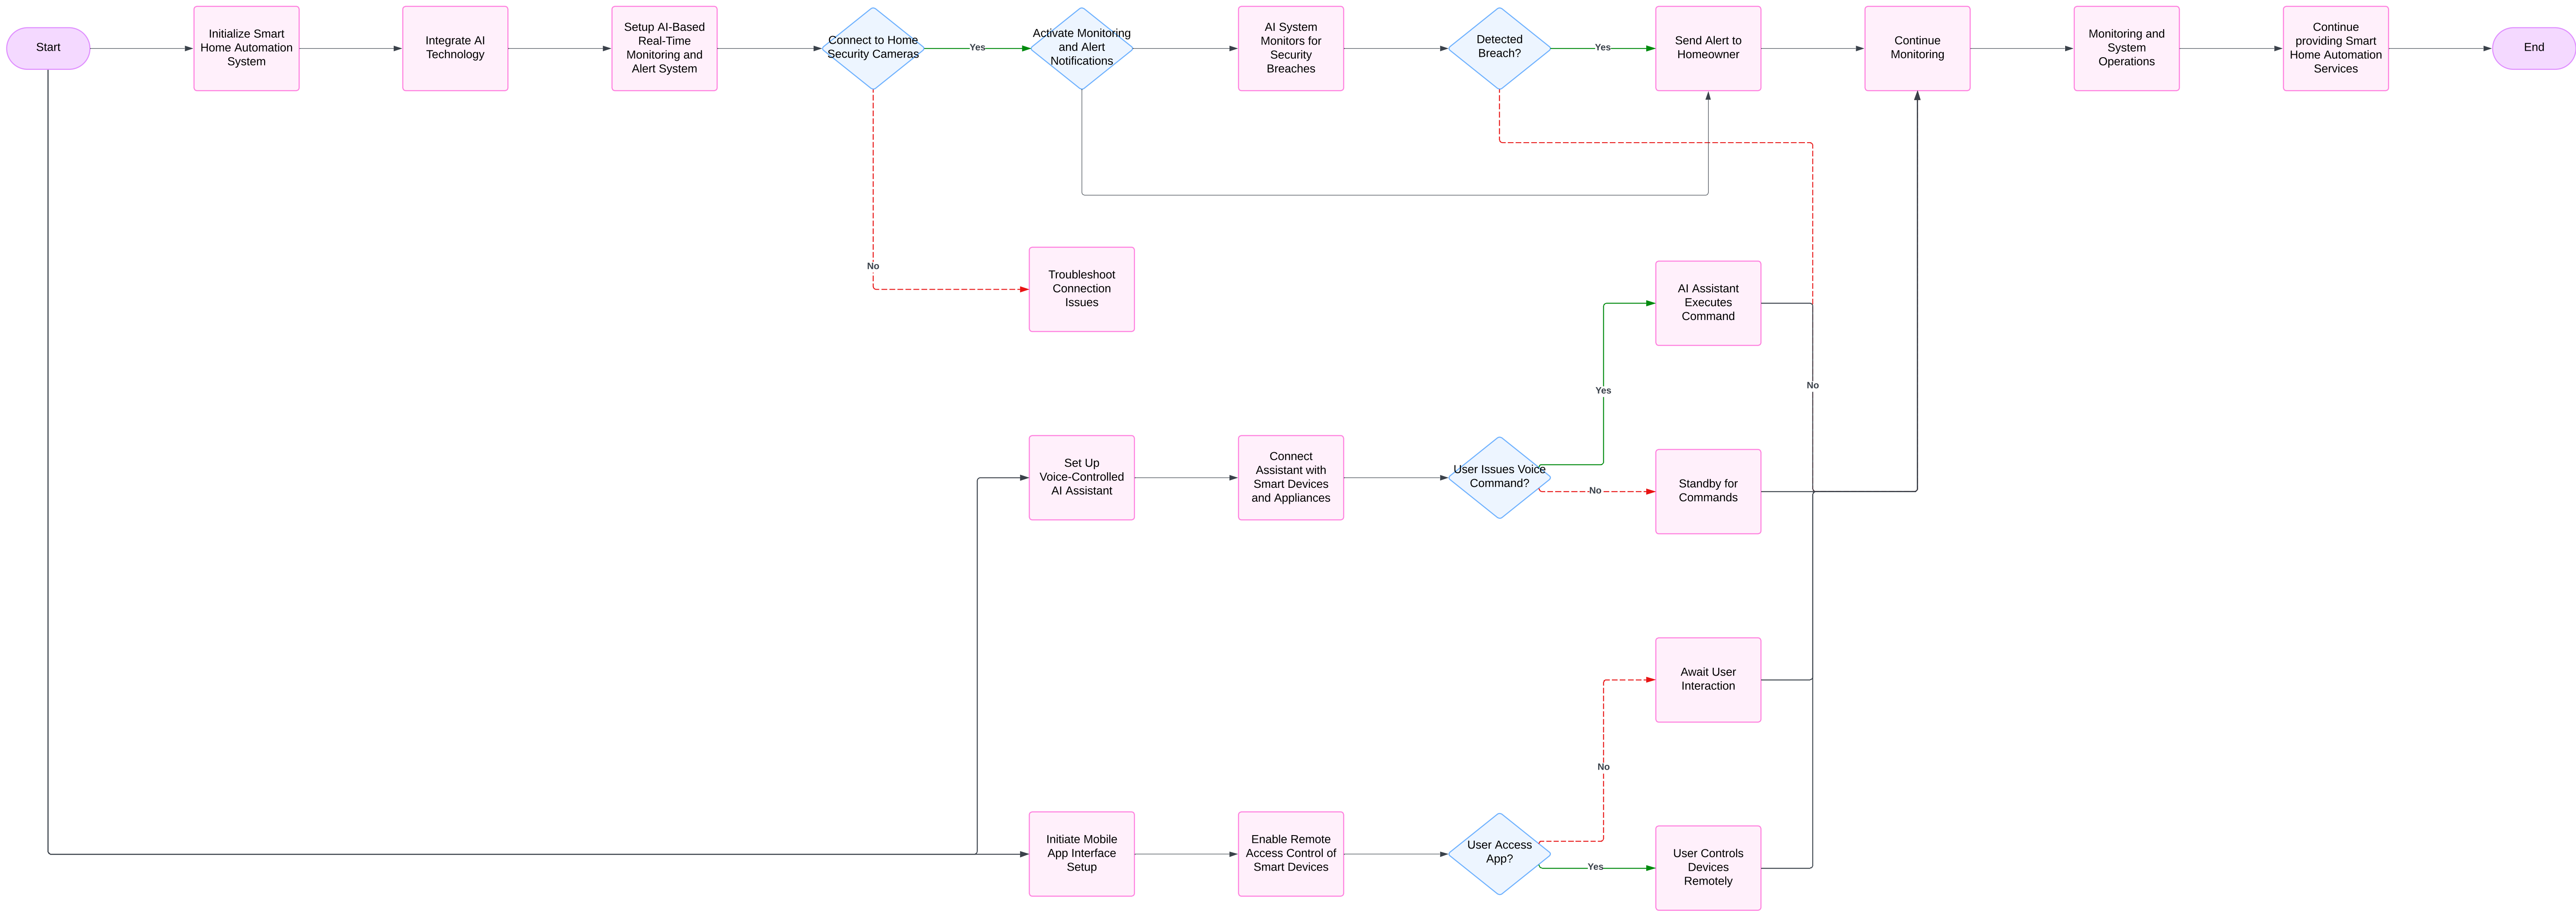 Start
Initialize Smart
Home Automation
System
Integrate AI
Technology
Setup AI-Based
Real-Time
Monitoring and
Alert System
Connect to Home
Security Cameras
Yes
Activate Monitoring
and Alert
Notifications
AI System
Monitors for
Security
Breaches
Detected
Breach?
Yes
Send Alert to
Homeowner
Continue
Monitoring
Monitoring and
System
Operations
Continue
providing Smart
Home Automation
Services
End
No
Troubleshoot
Connection
Issues
AI Assistant
Executes
Command
No
Yes
Set Up
Voice-Controlled
AI Assistant
Connect
Assistant with
Smart Devices
and Appliances
User Issues Voice
Command?
No
Standby for
Commands
Await User
Interaction
No
Initiate Mobile
App Interface
Setup
Enable Remote
Access Control of
Smart Devices
User Access
App?
Yes
User Controls
Devices
Remotely